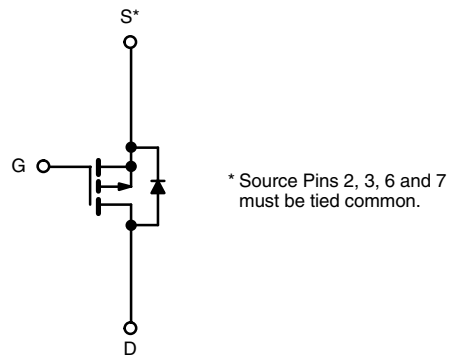 S*
G
* Source Pins 2, 3, 6 and 7
must be tied common.
D